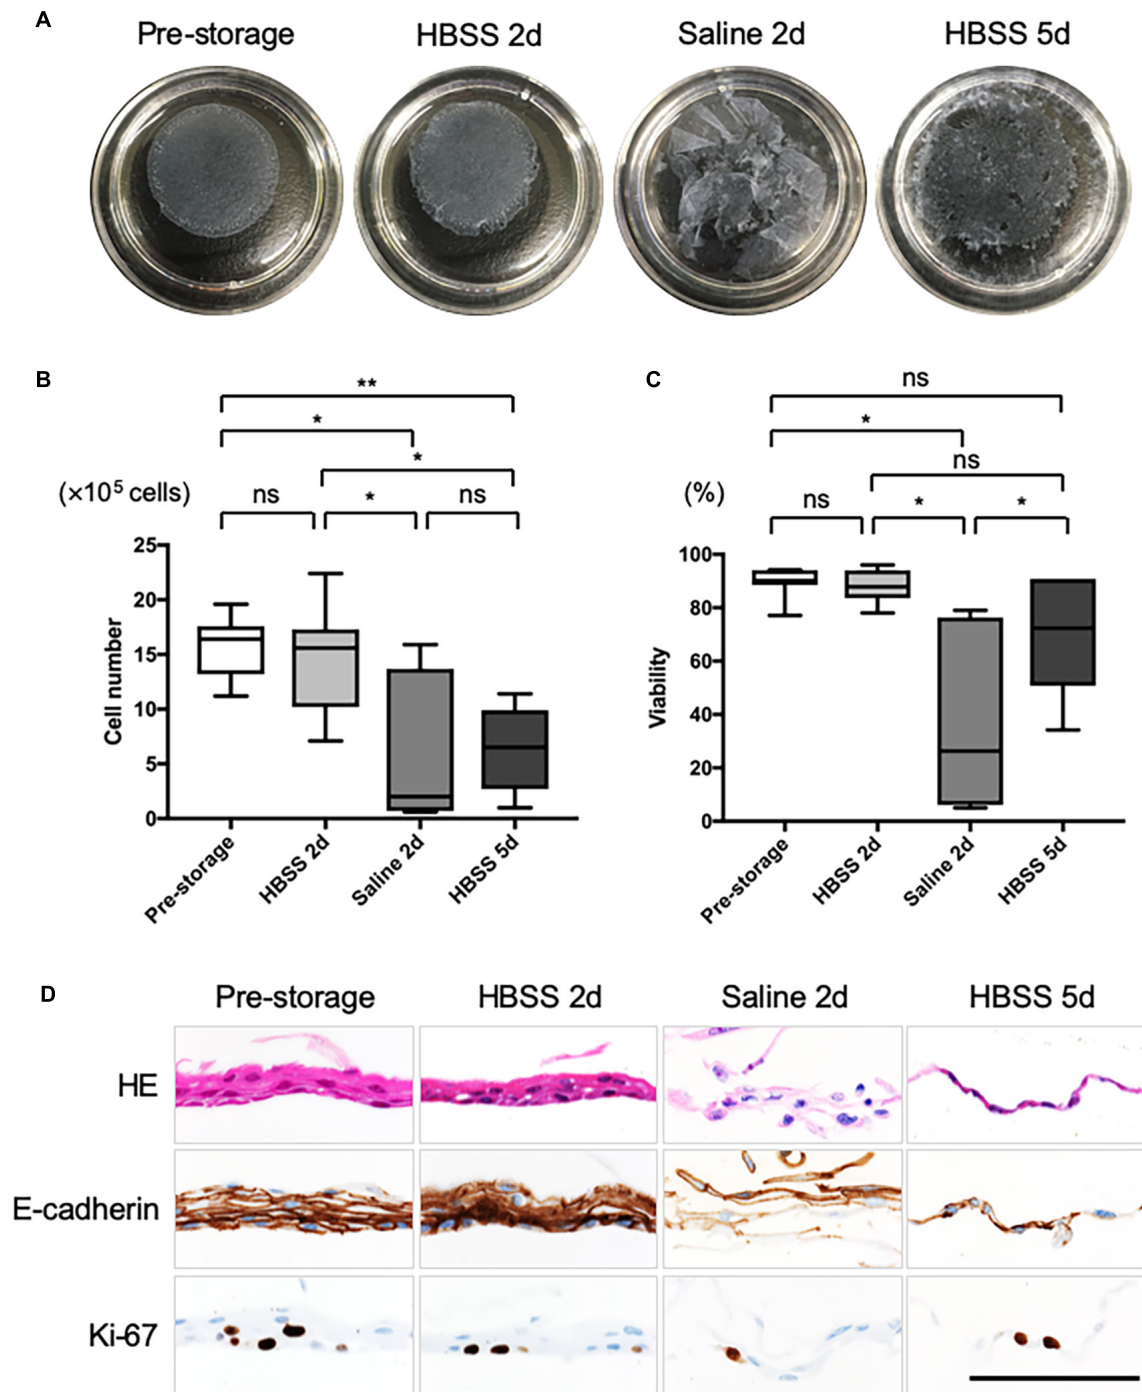 A
Pre-storage HBSS 2d Saline 2d HBSS 5d
B
**
*
*
ns * ns
(×10⁵ cells)
25
20
15
10
5
0
Cell number
Pre-storage HBSS 2d Saline 2d HBSS 5d
C
ns
*
ns
ns * *
(%)
100
80
60
40
20
0
Viability
Pre-storage HBSS 2d Saline 2d HBSS 5d
D
Pre-storage HBSS 2d Saline 2d HBSS 5d
HE
E-cadherin
Ki-67